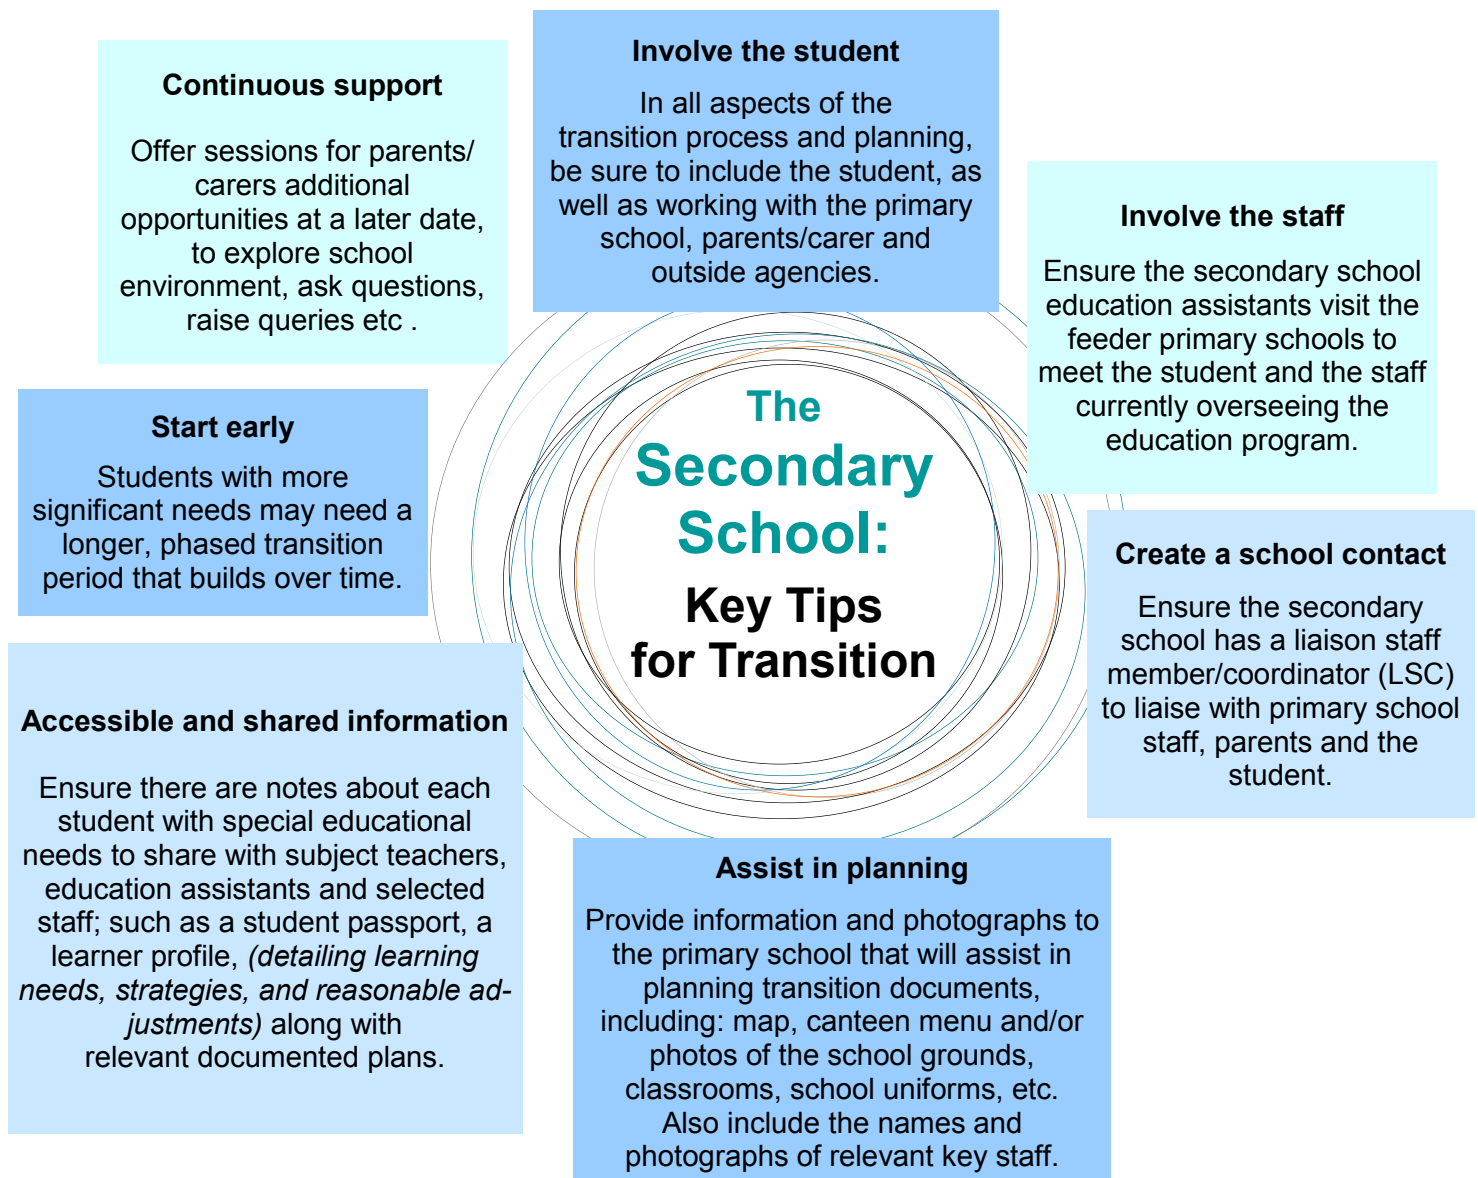 Involve the student
In all aspects of the
transition process and planning,
be sure to include the student, as
well as working with the primary
school, parents/carer and
outside agencies.
Continuous support
Offer sessions for parents/
carers additional
opportunities at a later date,
to explore school
environment, ask questions,
raise queries etc .
Involve the staff
Ensure the secondary school
education assistants visit the
feeder primary schools to
meet the student and the staff
currently overseeing the
education program.
Start early
Students with more
significant needs may need a
longer, phased transition
period that builds over time.
The
Secondary
School:
Key Tips
for Transition
Create a school contact
Ensure the secondary
school has a liaison staff
member/coordinator (LSC)
to liaise with primary school
staff, parents and the
student.
Accessible and shared information
Ensure there are notes about each
student with special educational
needs to share with subject teachers,
education assistants and selected
staff; such as a student passport, a
learner profile, (detailing learning
needs, strategies, and reasonable ad-
justments) along with
relevant documented plans.
Assist in planning
Provide information and photographs to
the primary school that will assist in
planning transition documents,
including: map, canteen menu and/or
photos of the school grounds,
classrooms, school uniforms, etc.
Also include the names and
photographs of relevant key staff.